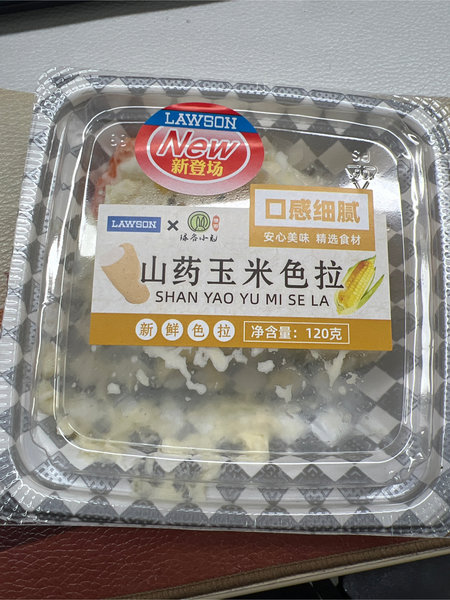 LAWSON
New
新登场
PS
LAWSON
×
口感细腻
安心美味 精选食材
山药玉米色拉
SHAN YAO YU MI SE LA
新鲜色拉
净含量：120克